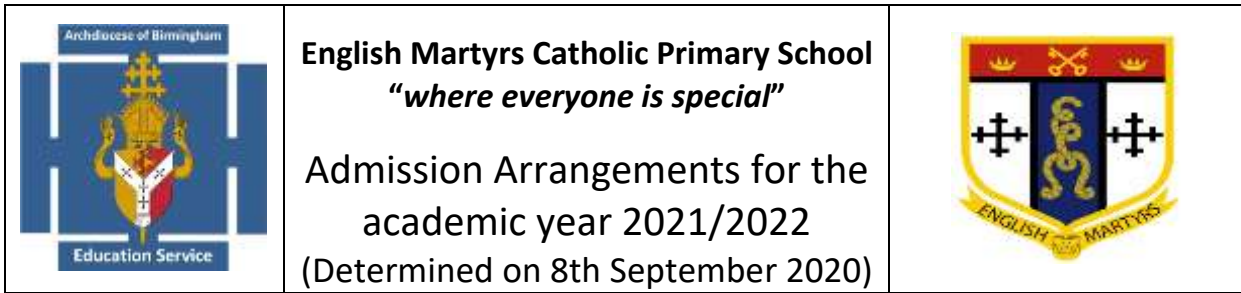 Archdiocese of Birmingham
Education Service
English Martyrs Catholic Primary School
“where everyone is special”
Admission Arrangements for the
academic year 2021/2022
(Determined on 8th September 2020)
ENGLISH MARTYRS